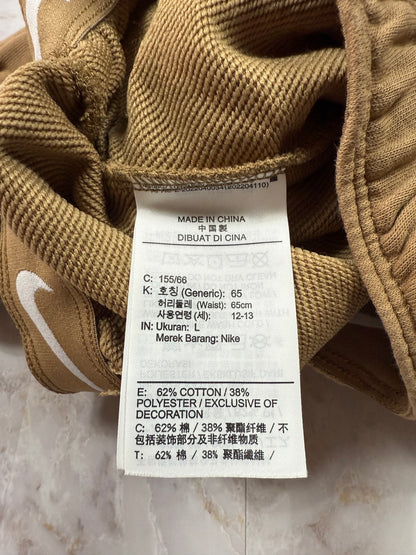 MADE IN CHINA
中国製
DIBUAT DI CINA
C: 155/66
K: 호칭 (Generic): 65
허리둘레 (Waist): 65cm
사용연령 (세): 12-13
IN: Ukuran: L
Merek Barang: Nike
E: 62% COTTON / 38%
POLYESTER / EXCLUSIVE OF
DECORATION
C: 62% 棉 / 38% 聚酯纤维 / 不
包括装饰部分及非纤维物质
T: 62% 棉 / 38% 聚酯纖維 /